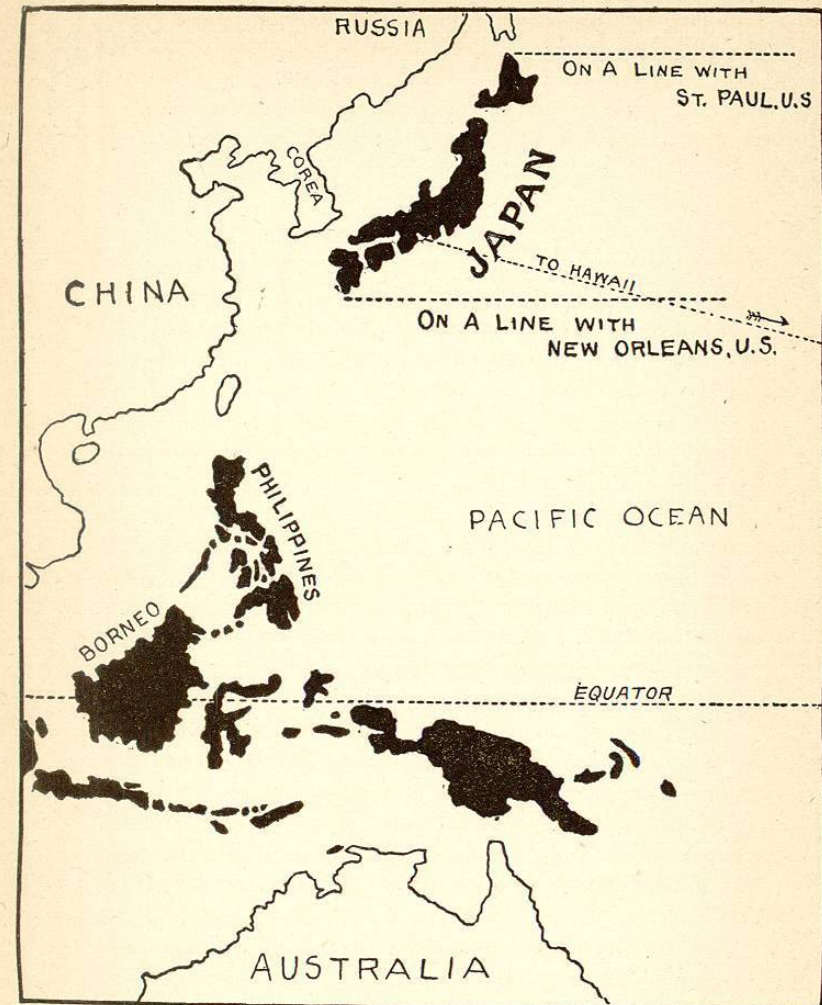 RUSSIA
ON A LINE WITH
ST. PAUL, U.S
COREA
JAPAN
CHINA
TO HAWAII
ON A LINE WITH
NEW ORLEANS, U.S.
PHILIPPINES
PACIFIC OCEAN
BORNEO
EQUATOR
AUSTRALIA